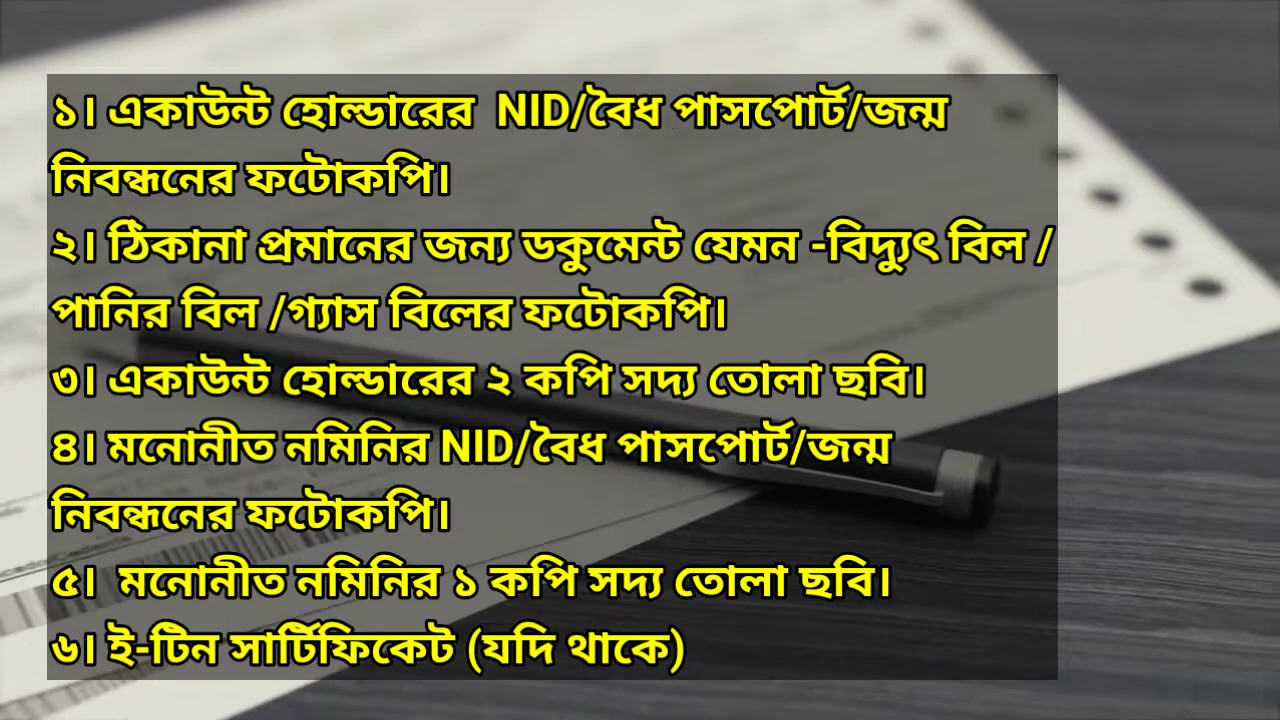 ১। একাউন্ট হোল্ডারের NID/বৈধ পাসপোর্ট/জন্ম
নিবন্ধনের ফটোকপি।
২। ঠিকানা প্রমানের জন্য ডকুমেন্ট যেমন -বিদ্যুৎ বিল /
পানির বিল /গ্যাস বিলের ফটোকপি।
৩। একাউন্ট হোল্ডারের ২ কপি সদ্য তোলা ছবি।
৪। মনোনীত নমিনির NID/বৈধ পাসপোর্ট/জন্ম
নিবন্ধনের ফটোকপি।
৫। মনোনীত নমিনির ১ কপি সদ্য তোলা ছবি।
৬। ই-টিন সার্টিফিকেট (যদি থাকে)